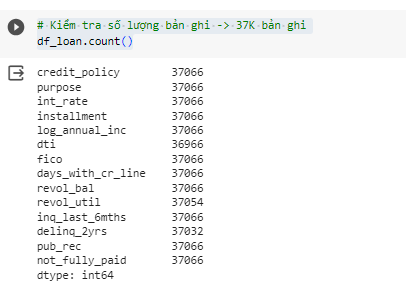 # Kiểm tra số lượng bản ghi -> 37K bản ghi
df_loan.count()
credit_policy 37066
purpose 37066
int_rate 37066
installment 37066
log_annual_inc 37066
dti 36966
fico 37066
days_with_cr_line 37066
revol_bal 37066
revol_util 37054
inq_last_6mths 37066
delinq_2yrs 37032
pub_rec 37066
not_fully_paid 37066
dtype: int64